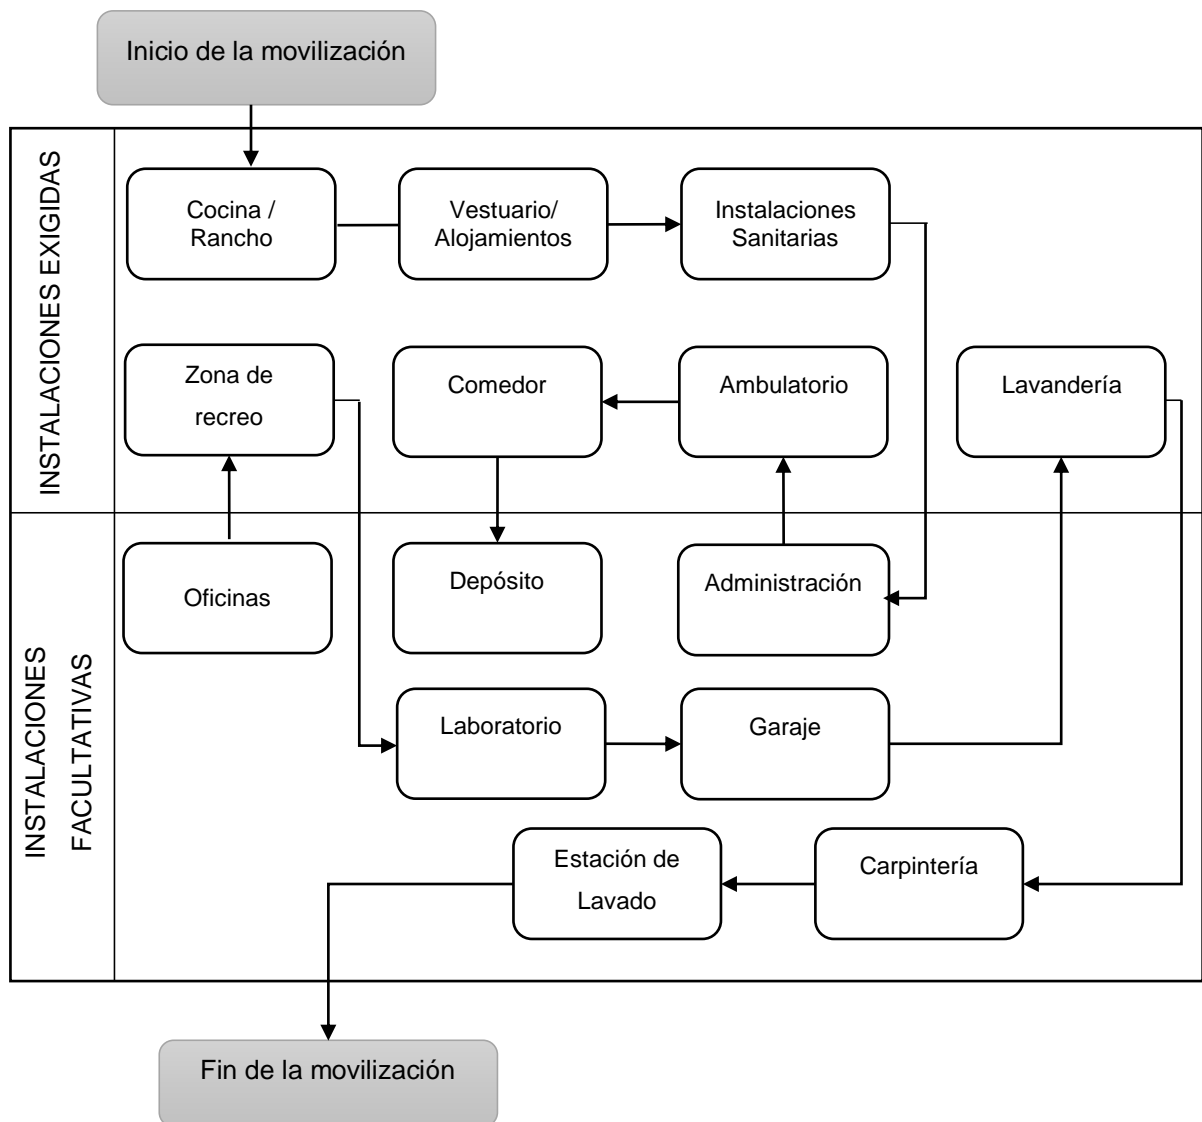 Inicio de la movilización
INSTALACIONES EXIGIDAS
Cocina /
Rancho
Vestuario/
Alojamientos
Instalaciones
Sanitarias
Zona de
recreo
Comedor
Ambulatorio
Lavandería
INSTALACIONES
FACULTATIVAS
Oficinas
Depósito
Administración
Laboratorio
Garaje
Estación de
Lavado
Carpintería
Fin de la movilización